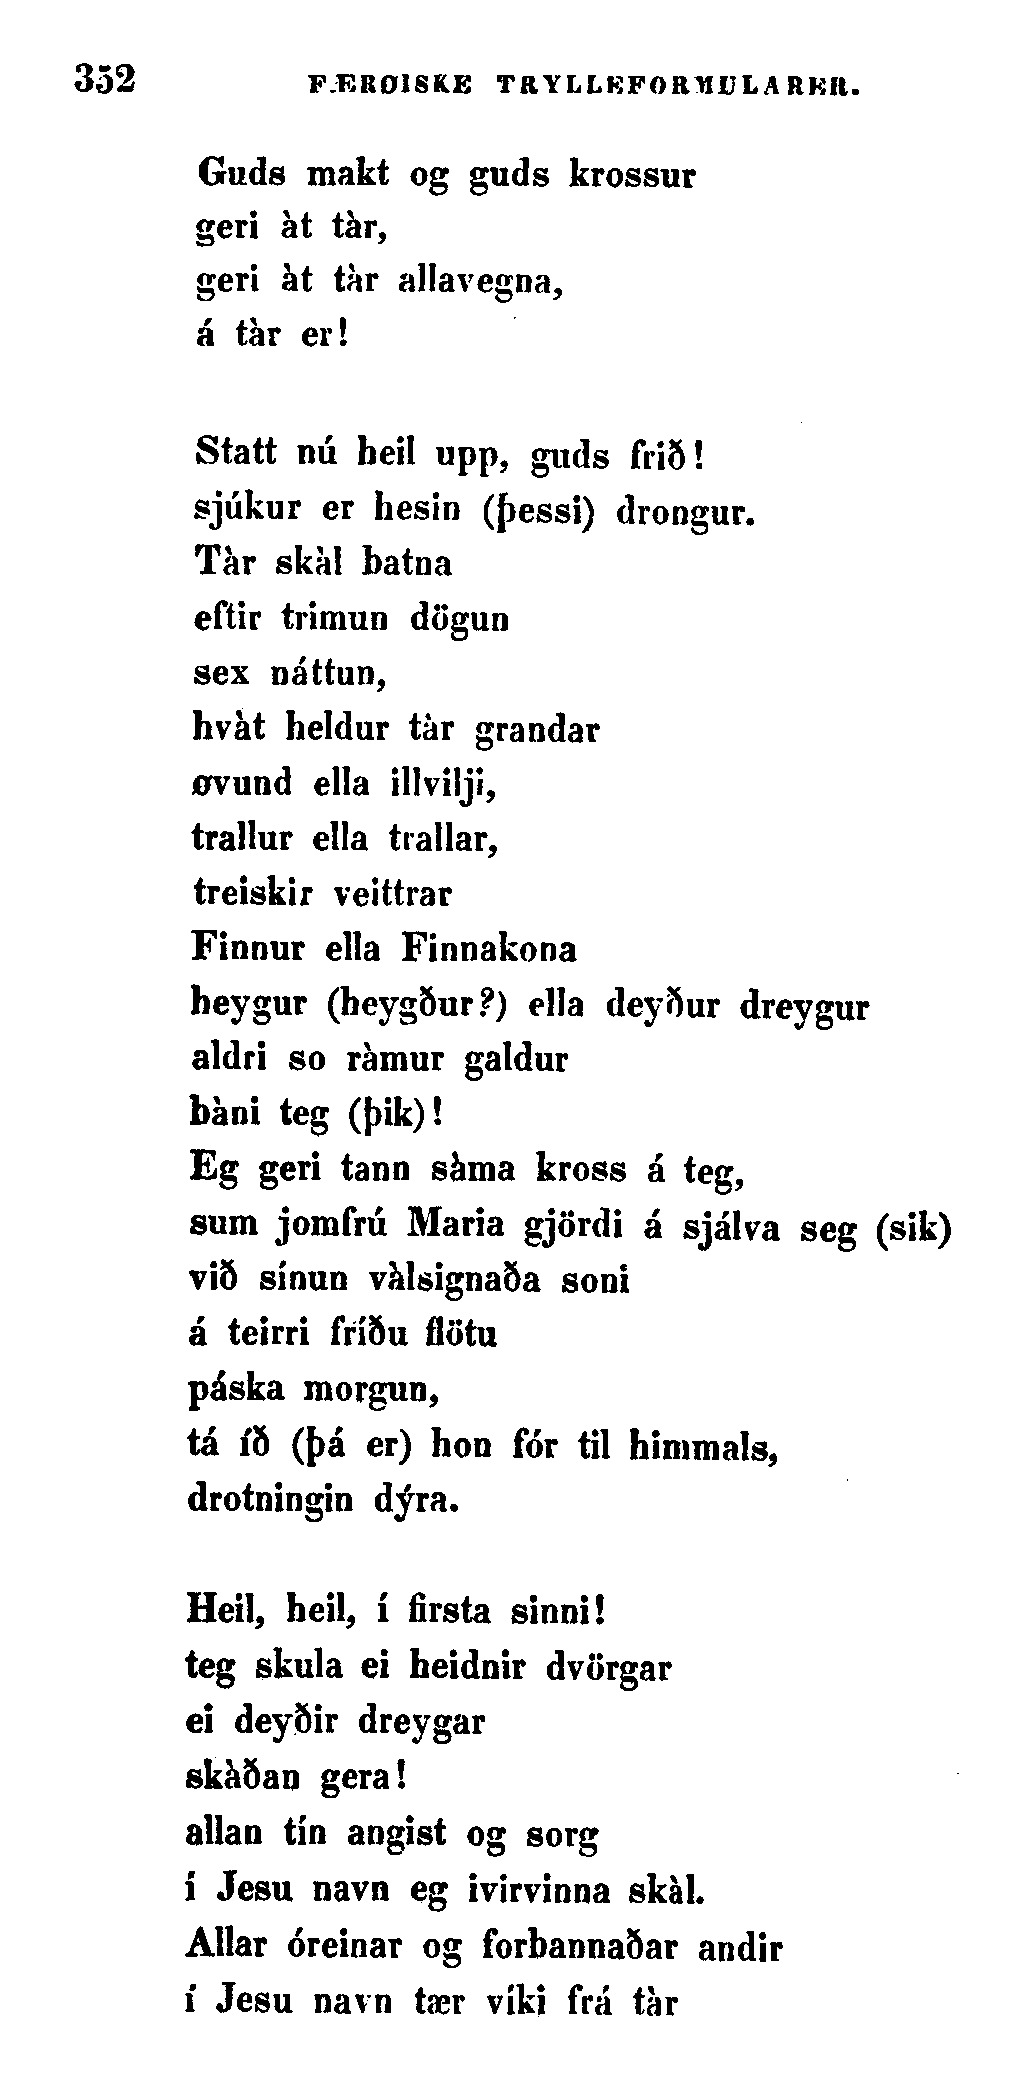 352 FÆRØISKE TRYLLEFORMULARER.
Guds makt og guds krossur
geri àt tàr,
geri àt tàr allavegna,
á tàr er!
Statt nú heil upp, guds frið!
sjúkur er hesin (þessi) drongur.
Tàr skàl batna
eftir trimun dögun
sex náttun,
hvàt heldur tàr grandar
øvund ella illvilji,
trallur ella trallar,
treiskir veittrar
Finnur ella Finnakona
heygur (heygður?) ella deyður dreygur
aldri so ràmur galdur
bàni teg (þik)!
Eg geri tann sàma kross á teg,
sum jomfrú Maria gjördi á sjálva seg (sik)
við sínun vàlsignaða soni
á teirri fríðu flötu
páska morgun,
tá íð (þá er) hon fór til himmals,
drotningin dýra.
Heil, heil, í firsta sinni!
teg skula ei heidnir dvörgar
ei deyðir dreygar
skàðan gera!
allan tín angist og sorg
í Jesu navn eg ivirvinna skàl.
Allar óreinar og forbannaðar andir
í Jesu navn tær víki frá tàr